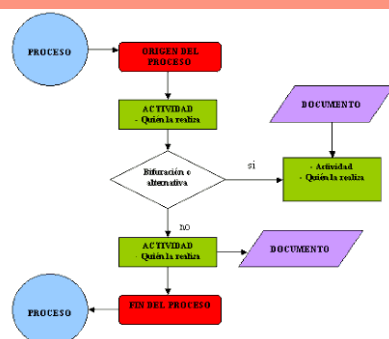 PROCESO
ORIGEN DEL
PROCESO
ACTIVIDAD
- Quién la realiza
DOCUMENTO
Bifuración o
alternativa
si
- Actividad
- Quién la realiza
no
ACTIVIDAD
- Quién la realiza
DOCUMENTO
PROCESO
FIN DEL PROCESO